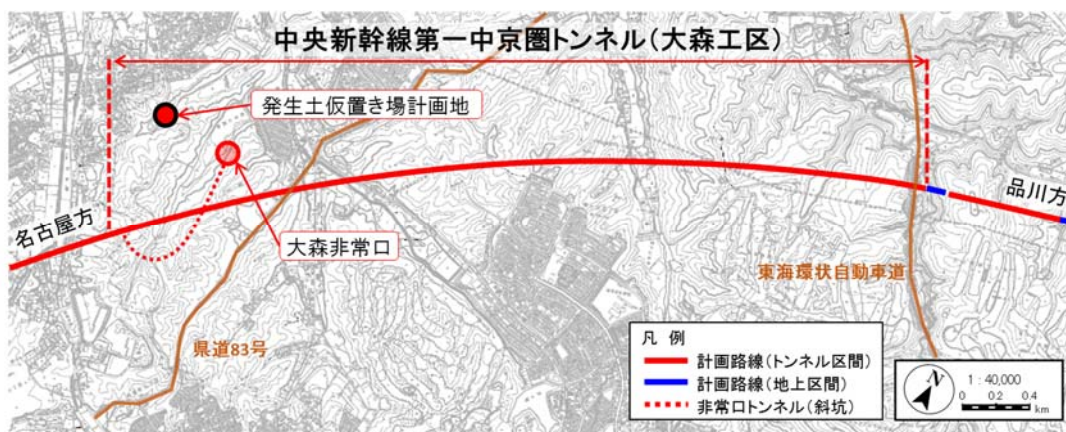 中央新幹線第一中京圏トンネル(大森工区)
発生土仮置き場計画地
名古屋方
品川方
大森非常口
東海環状自動車道
県道83号
凡 例
計画路線(トンネル区間)
計画路線(地上区間)
非常口トンネル(斜坑)
N
1:40,000
0 0.2 0.4
km